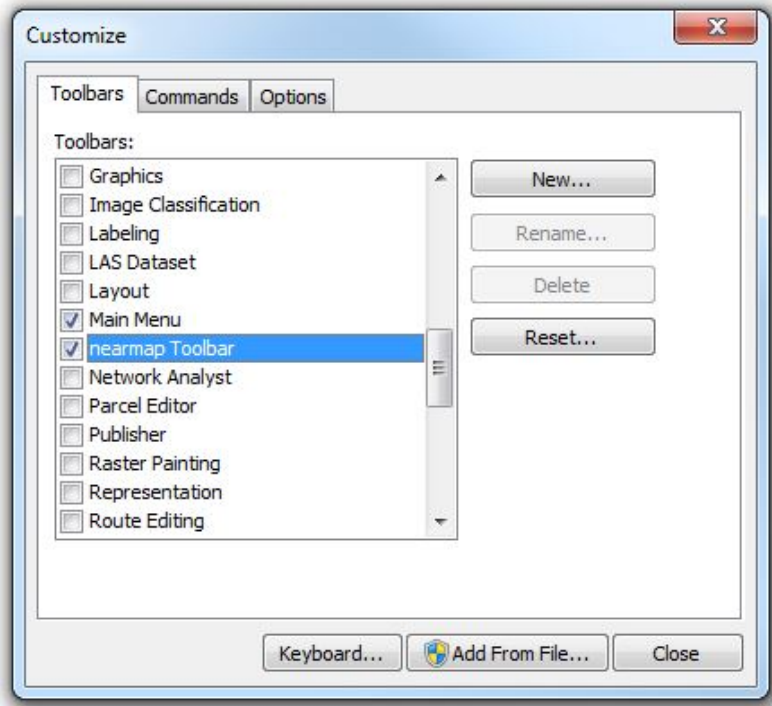 Customize
Toolbars Commands Options
Toolbars:
Graphics
Image Classification
Labeling
LAS Dataset
Layout
Main Menu
nearmap Toolbar
Network Analyst
Parcel Editor
Publisher
Raster Painting
Representation
Route Editing
New...
Rename...
Delete
Reset...
Keyboard... Add From File... Close